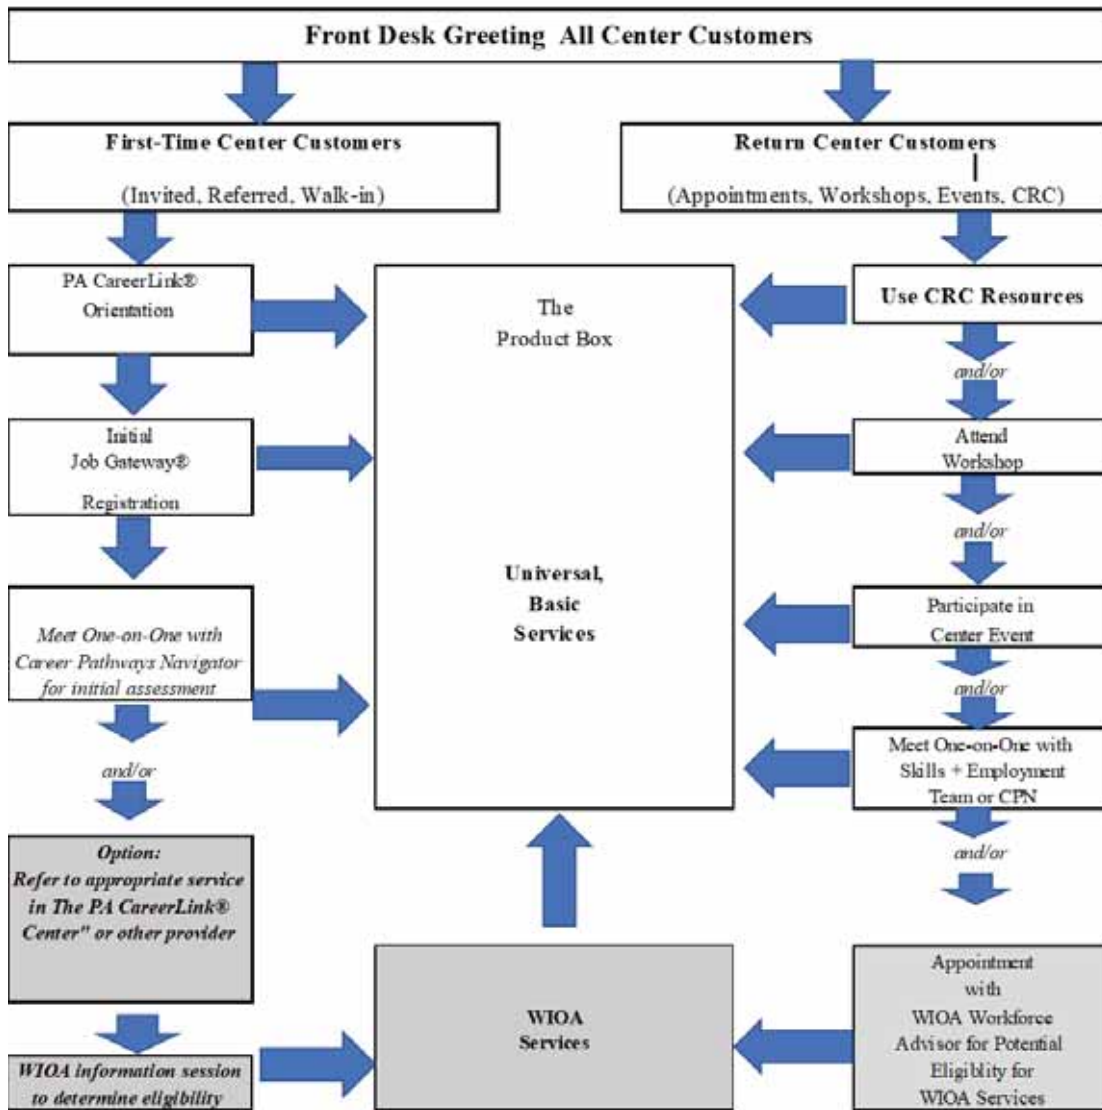 Front Desk Greeting All Center Customers
First-Time Center Customers
(Invited, Referred, Walk-in)
Return Center Customers
(Appointments, Workshops, Events, CRC)
PA CareerLink®
Orientation
Initial
Job Gateway®
Registration
Meet One-on-One with
Career Pathways Navigator
for initial assessment
and/or
Option:
Refer to appropriate service
in The PA CareerLink®
Center" or other provider
WIOA information session
to determine eligibility
The
Product Box
Universal,
Basic
Services
WIOA
Services
Use CRC Resources
and/or
Attend
Workshop
and/or
Participate in
Center Event
and/or
Meet One-on-One with
Skills + Employment
Team or CPN
and/or
Appointment
with
WIOA Workforce
Advisor for Potential
Eligiblity for
WIOA Services